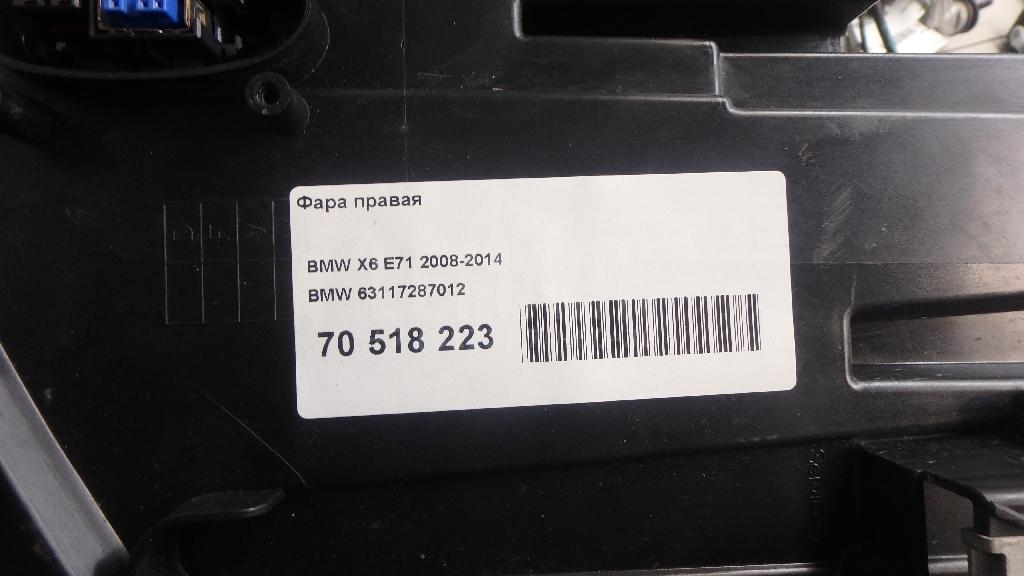 Фара правая
BMW X6 E71 2008-2014
BMW 63117287012
70 518 223
D F Y